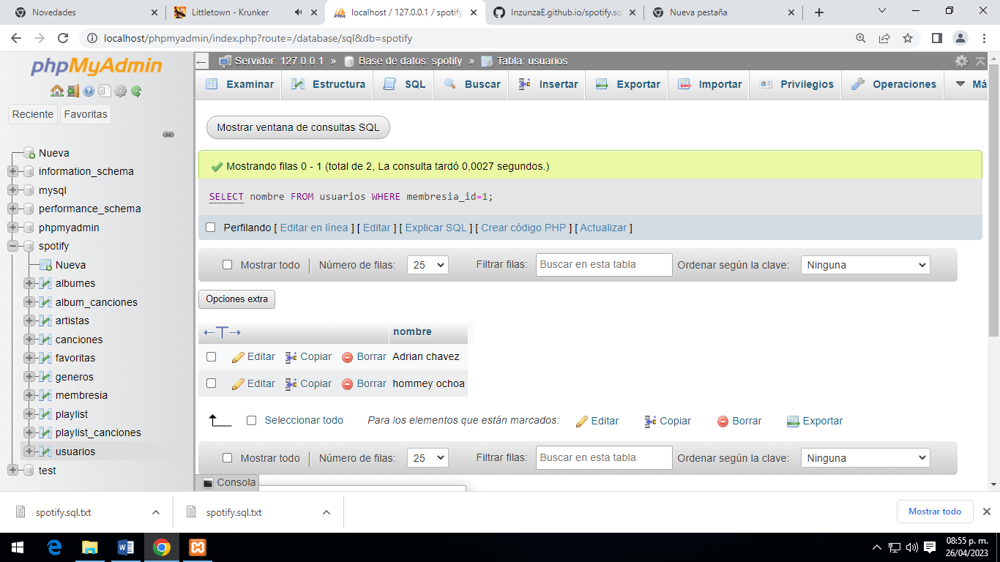 Novedades
Littletown - Krunker
localhost / 127.0.0.1 / spotify
InzunzaE.github.io/spotify.sq
Nueva pestaña
localhost/phpmyadmin/index.php?route=/database/sql&db=spotify
phpMyAdmin
Reciente
Favoritas
Nueva
information_schema
mysql
performance_schema
phpmyadmin
spotify
Nueva
albumes
album_canciones
artistas
canciones
favoritas
generos
membresia
playlist
playlist_canciones
usuarios
test
Servidor: 127.0.0.1 » Base de datos: spotify » Tabla: usuarios
Examinar Estructura SQL Buscar Insertar Exportar Importar Privilegios Operaciones Má
Mostrar ventana de consultas SQL
Mostrando filas 0 - 1 (total de 2, La consulta tardó 0,0027 segundos.)
SELECT nombre FROM usuarios WHERE membresia_id=1;
Perfilando [ Editar en línea ] [ Editar ] [ Explicar SQL ] [ Crear código PHP ] [ Actualizar ]
Mostrar todo | Número de filas: 25 Filtrar filas: Buscar en esta tabla Ordenar según la clave: Ninguna
Opciones extra
←T→ nombre
Editar Copiar Borrar Adrian chavez
Editar Copiar Borrar hommey ochoa
Seleccionar todo Para los elementos que están marcados: Editar Copiar Borrar Exportar
Mostrar todo | Número de filas: 25 Filtrar filas: Buscar en esta tabla Ordenar según la clave: Ninguna
Consola
spotify.sql.txt
spotify.sql.txt
Mostrar todo
08:55 p. m.
26/04/2023